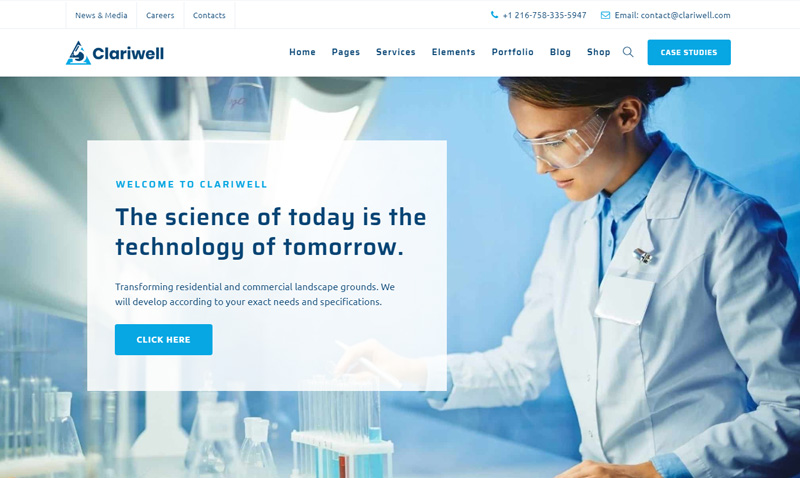 News & Media
Careers
Contacts
+1 216-758-335-5947
Email: contact@clariwell.com
Clariwell
Home
Pages
Services
Elements
Portfolio
Blog
Shop
CASE STUDIES
WELCOME TO CLARIWELL
The science of today is the
technology of tomorrow.
Transforming residential and commercial landscape grounds. We
will develop according to your exact needs and specifications.
CLICK HERE